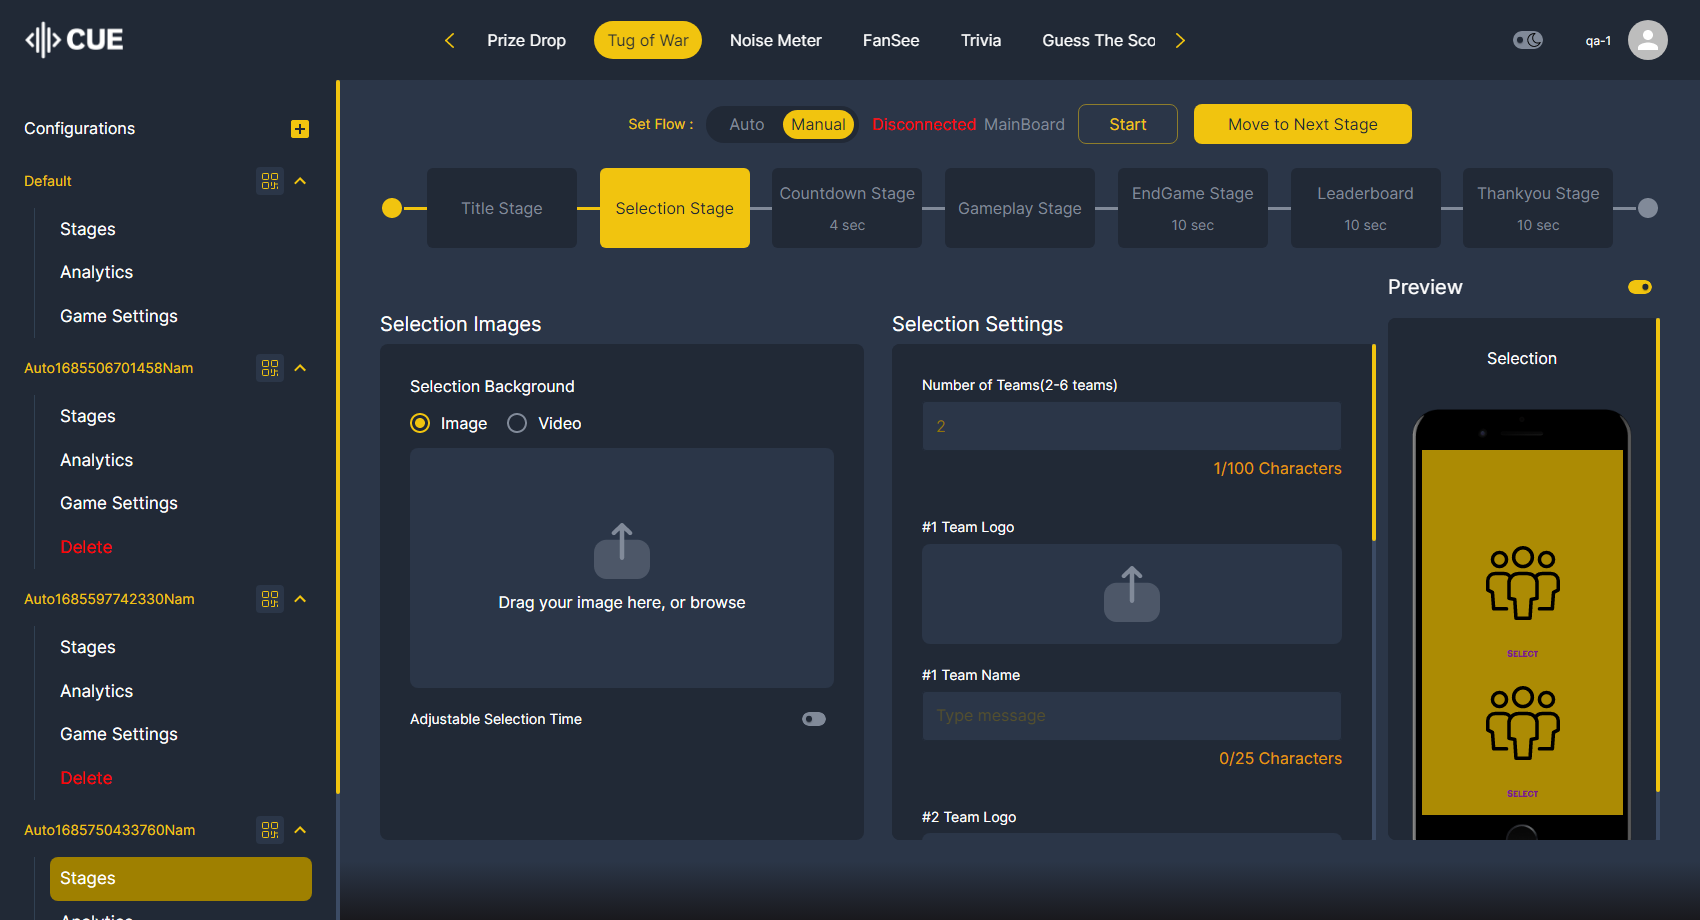 CUE
Prize Drop
Tug of War
Noise Meter
FanSee
Trivia
Guess The Sco
qa-1
Configurations
Default
Stages
Analytics
Game Settings
Auto1685506701458Nam
Stages
Analytics
Game Settings
Delete
Auto1685597742330Nam
Stages
Analytics
Game Settings
Delete
Auto1685750433760Nam
Stages
Analytics
Set Flow :
Auto
Manual
Disconnected MainBoard
Start
Move to Next Stage
Title Stage
Selection Stage
Countdown Stage
4 sec
Gameplay Stage
EndGame Stage
10 sec
Leaderboard
10 sec
Thankyou Stage
10 sec
Selection Images
Selection Background
Image
Video
Drag your image here, or browse
Adjustable Selection Time
Selection Settings
Number of Teams(2-6 teams)
2
1/100 Characters
#1 Team Logo
#1 Team Name
Type message
0/25 Characters
#2 Team Logo
Preview
Selection
SELECT
SELECT